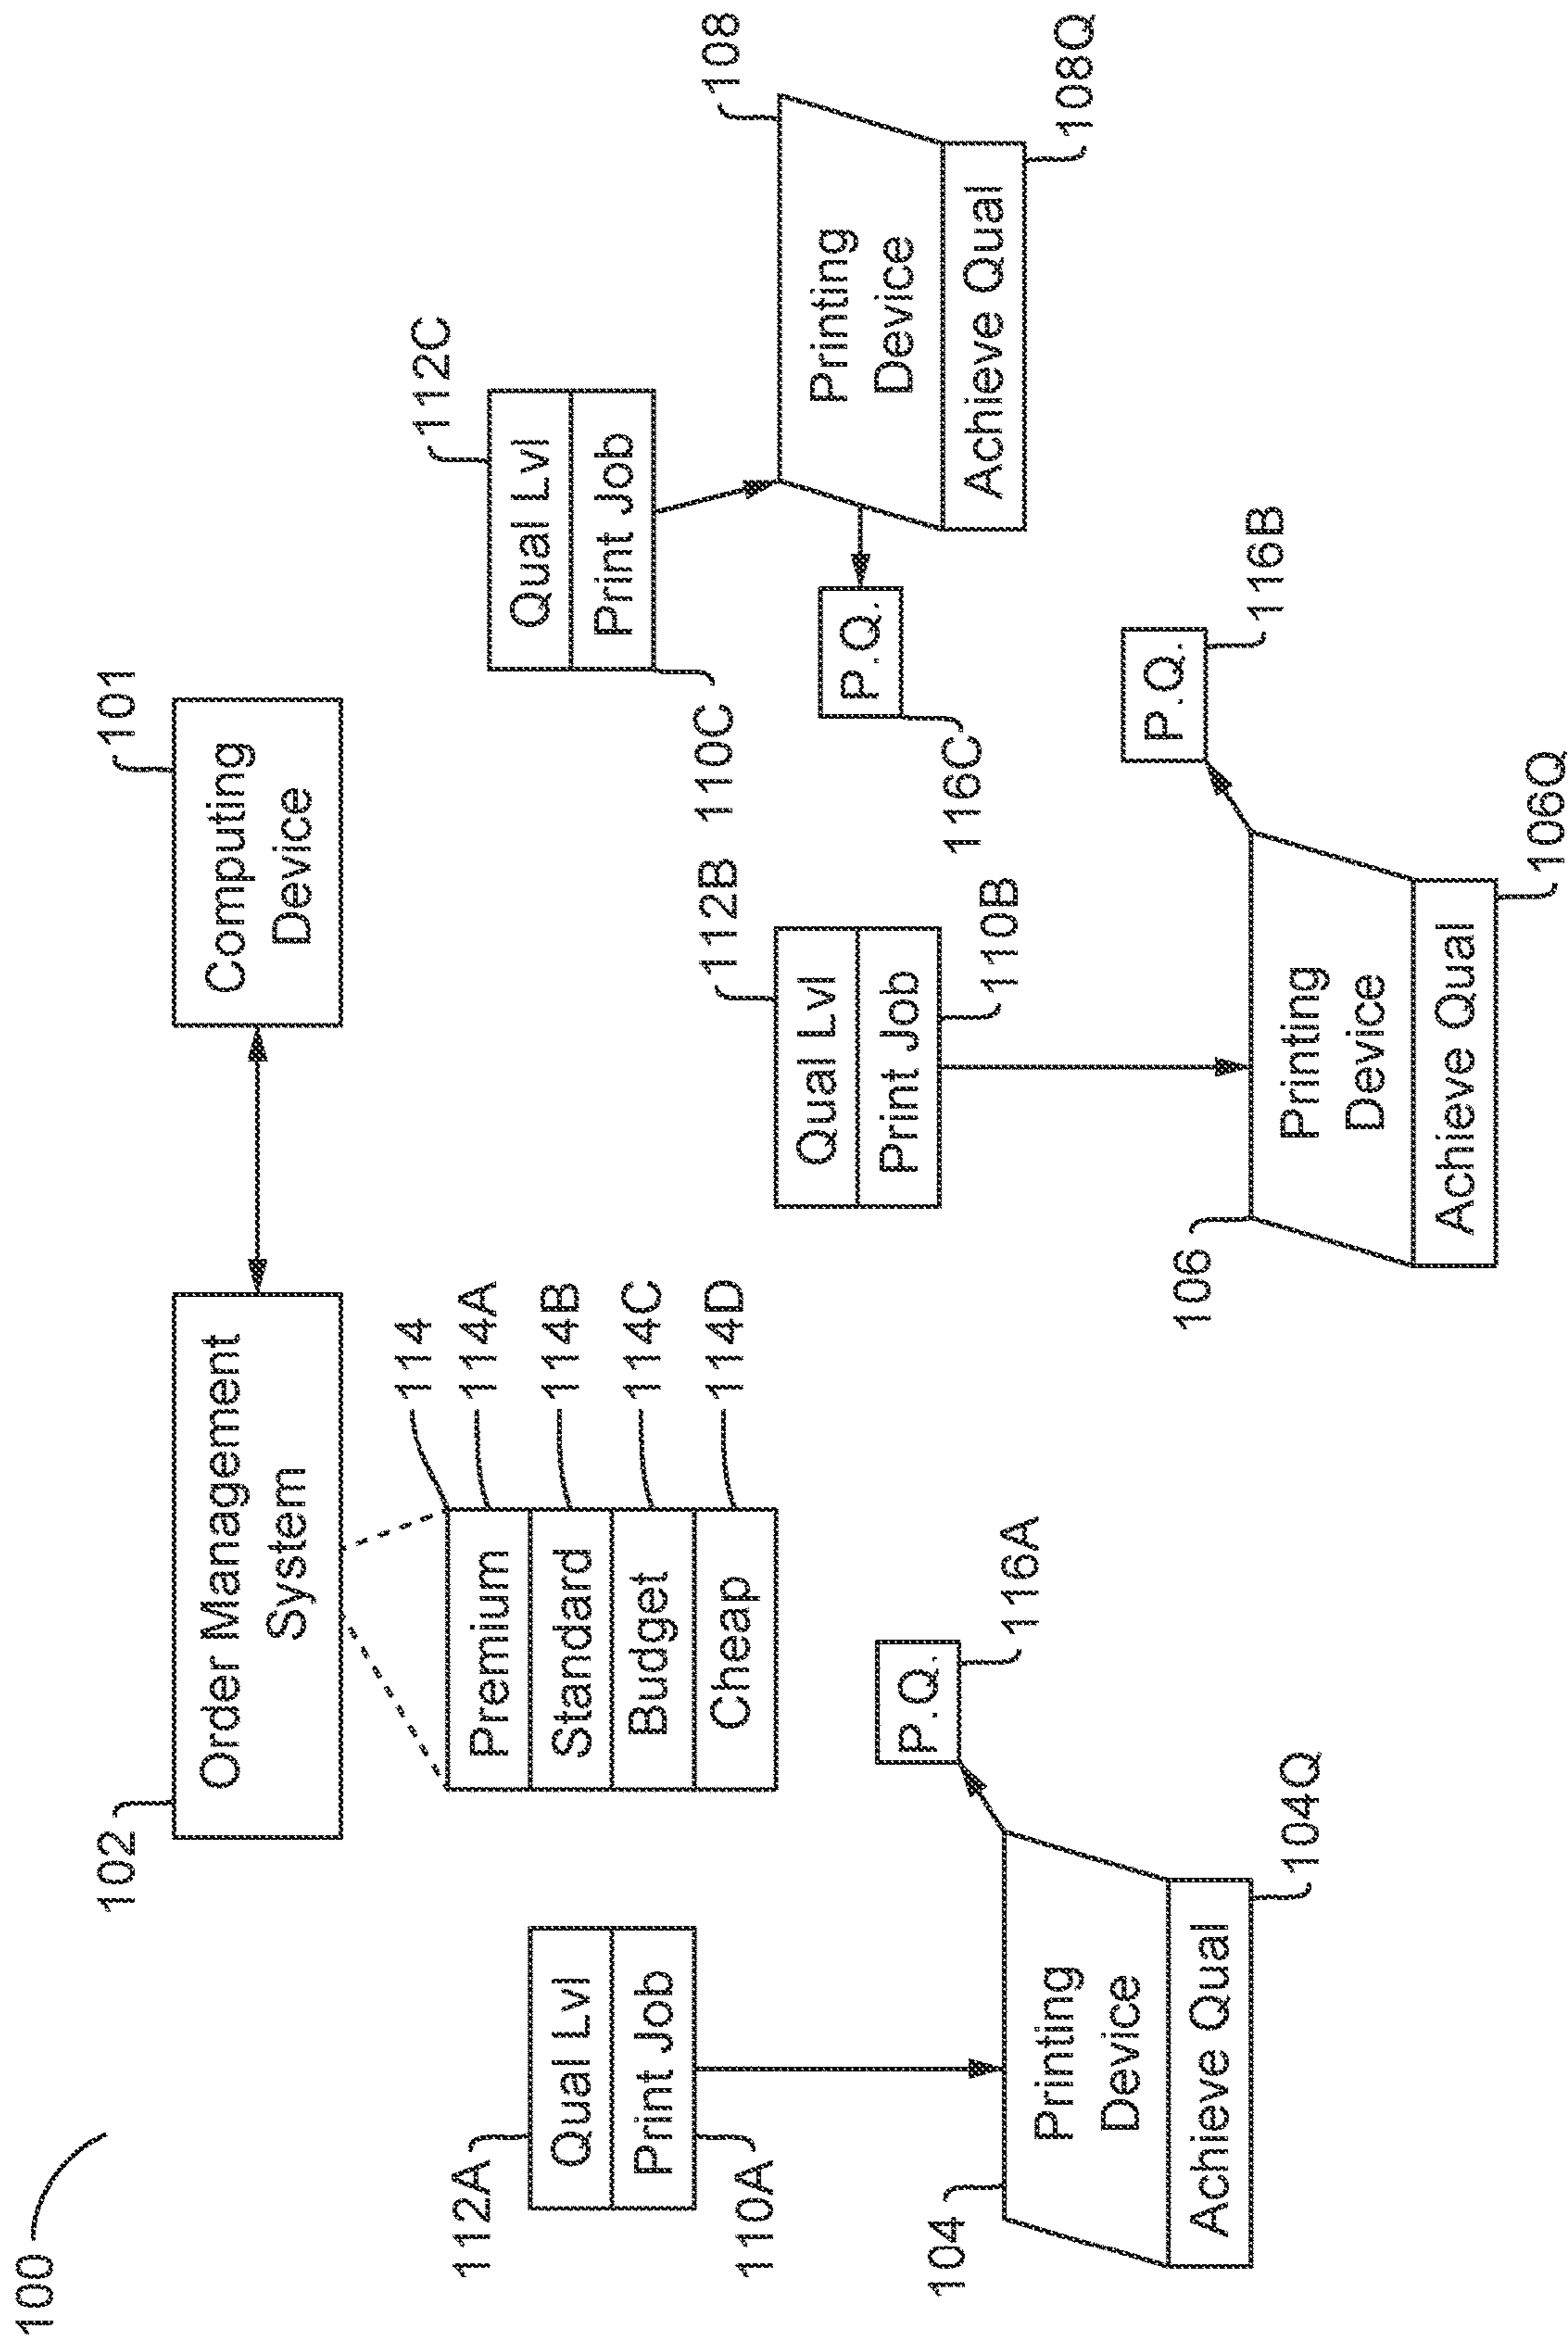 100
102
Order Management
System
101
Computing
Device
114
114A
114B
114C
114D
Premium
Standard
Budget
Cheap
112A
Qual Lvl
Print Job
110A
104
Printing
Device
Achieve Qual
104Q
P.Q.
116A
112B
Qual Lvl
Print Job
110B
106
Printing
Device
Achieve Qual
106Q
P.Q.
116B
112C
Qual Lvl
Print Job
110C
108
Printing
Device
Achieve Qual
108Q
P.Q.
116C